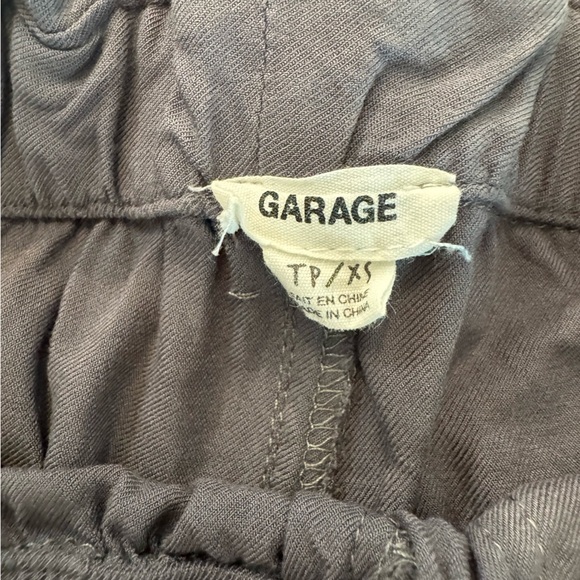 GARAGE
TP/XS
FAIT EN CHINE
MADE IN CHINA